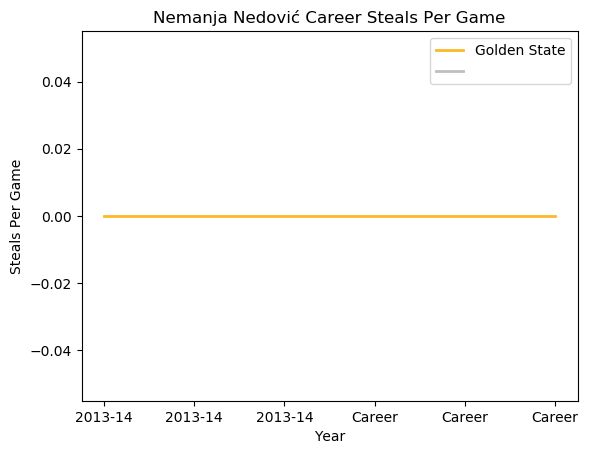 Nemanja Nedović Career Steals Per Game
Golden State
Steals Per Game
0.04
0.02
0.00
−0.02
−0.04
2013-14 2013-14 2013-14 Career Career Career
Year